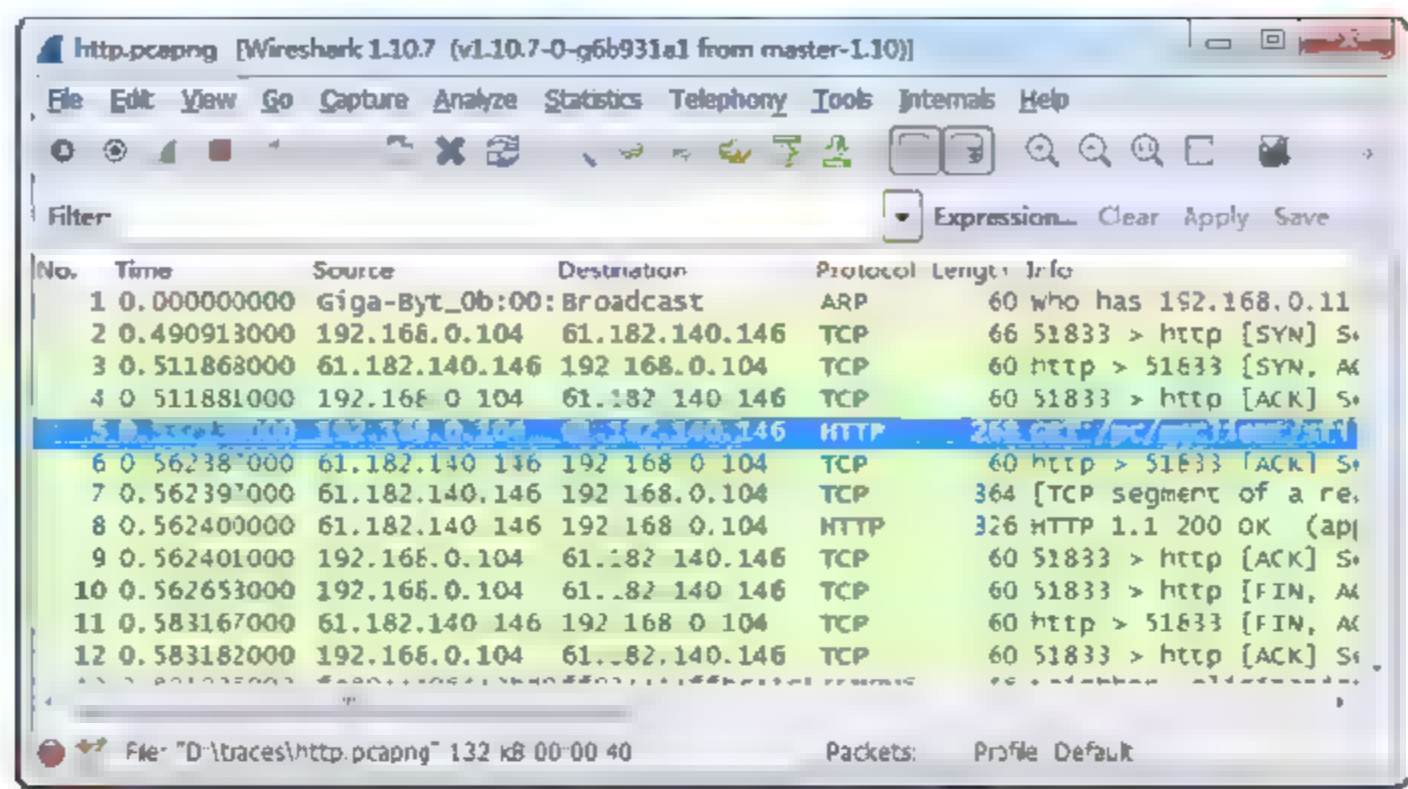 http.pcapng [Wireshark 1.10.7 (v1.10.7-0-g6b931a1 from master-1.10)]
File Edit View Go Capture Analyze Statistics Telephony Tools Internals Help
Filter: Expression... Clear Apply Save
No. Time Source Destination Protocol Length Info
1 0.000000000 Giga-Byt_0b:00: Broadcast ARP 60 who has 192.168.0.11
2 0.490913000 192.168.0.104 61.182.140.146 TCP 66 51833 > http [SYN] S
3 0.511868000 61.182.140.146 192.168.0.104 TCP 60 http > 51833 [SYN, A
4 0.511881000 192.168.0.104 61.182.140.146 TCP 60 51833 > http [ACK] S
5 192.168.0.104 61.182.140.146 HTTP GET
6 61.182.140.146 192.168.0.104 TCP 60 http > 51833 [ACK] S
7 0.562397000 61.182.140.146 192.168.0.104 TCP 364 [TCP segment of a re
8 0.562400000 61.182.140.146 192.168.0.104 HTTP 326 HTTP 1.1 200 OK (app
9 0.562401000 192.168.0.104 61.182.140.146 TCP 60 51833 > http [ACK] S
10 0.562653000 192.168.0.104 61.182.140.146 TCP 60 51833 > http [FIN, A
11 0.583167000 61.182.140.146 192.168.0.104 TCP 60 http > 51833 [FIN, A
12 0.583182000 192.168.0.104 61.182.140.146 TCP 60 51833 > http [ACK] S
File: "D:\traces\http.pcapng" 132 kB 00:00:40 Packets: Profile: Default